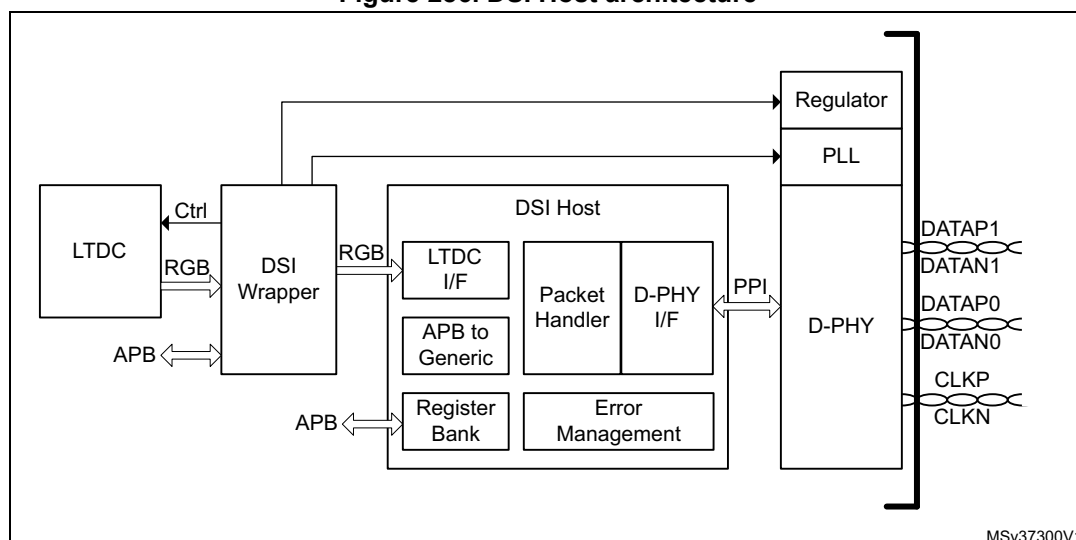 Regulator
PLL
DSI Host
Ctrl
LTDC
RGB
DSI
Wrapper
RGB
LTDC
I/F
Packet
Handler
D-PHY
I/F
PPI
D-PHY
DATAP1
DATAN1
DATAP0
DATAN0
APB
APB to
Generic
CLKP
CLKN
APB
Register
Bank
Error
Management